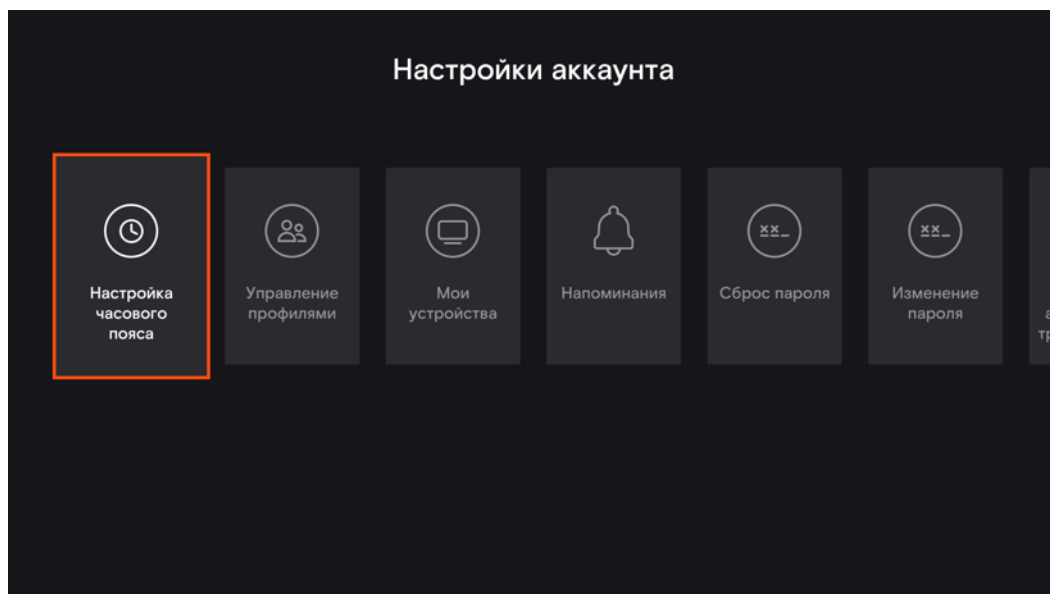 Настройки аккаунта
Настройка
часового
пояса
Управление
профилями
Мои
устройства
Напоминания
Сброс пароля
Изменение
пароля